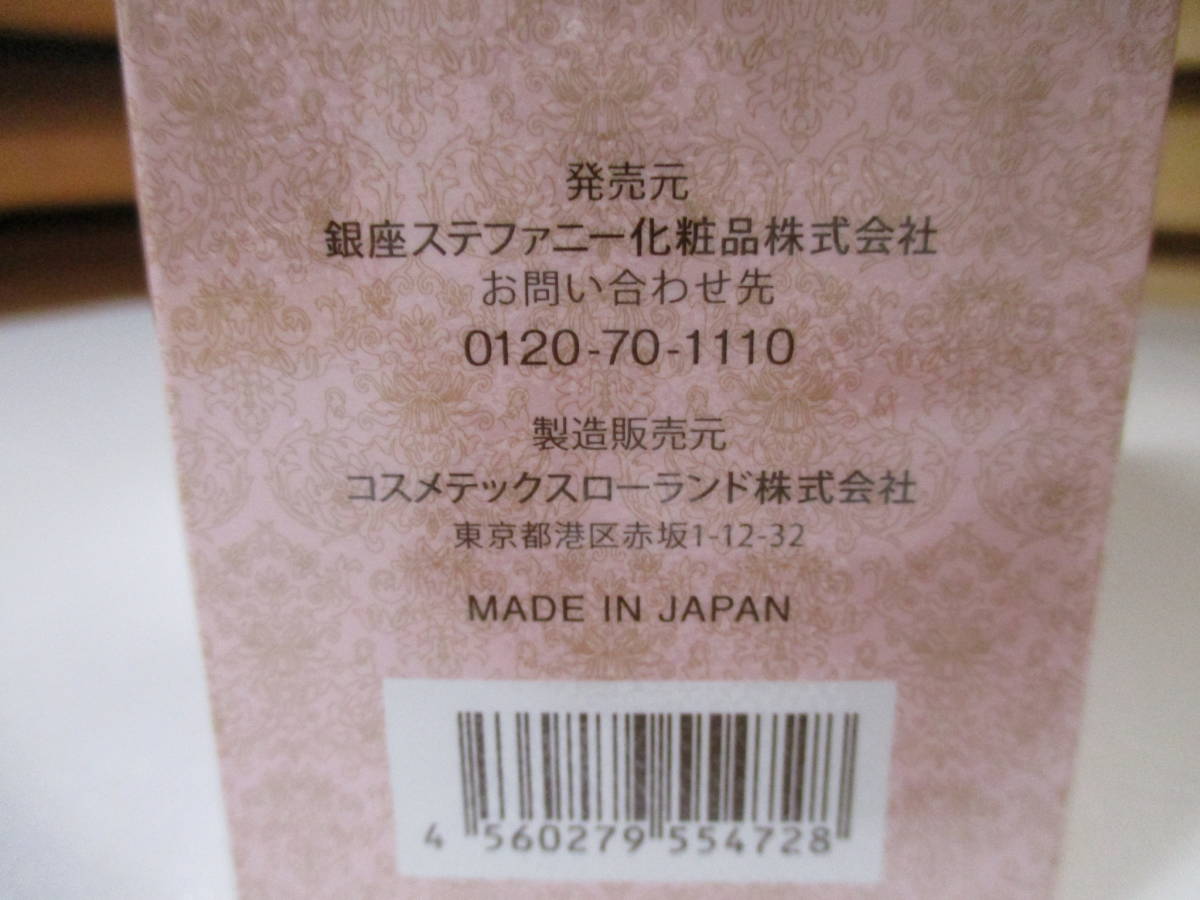 発売元
銀座ステファニー化粧品株式会社
お問い合わせ先
0120-70-1110
製造販売元
コスメテックスローランド株式会社
東京都港区赤坂1-12-32
MADE IN JAPAN
4 560279 554728